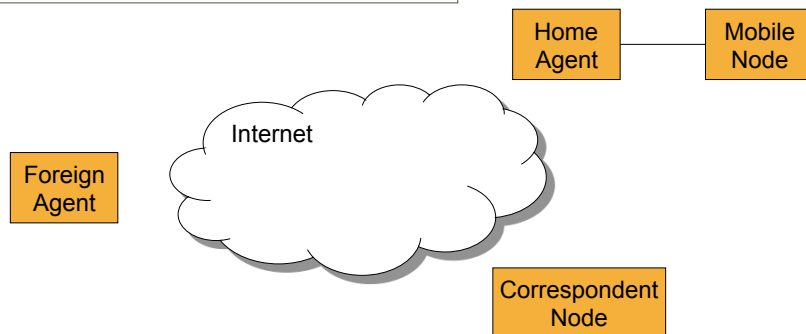 Home
Agent
Mobile
Node
Internet
Foreign
Agent
Correspondent
Node